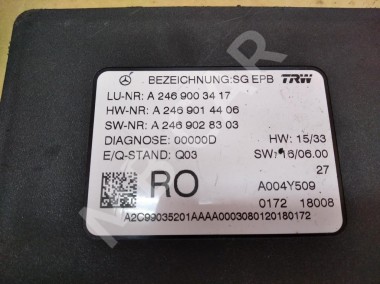 BEZEICHNUNG:SG EPB TRW
LU-NR: A 246 900 34 17
HW-NR: A 246 901 44 06
SW-NR: A 246 902 83 03
DIAGNOSE: 00000D HW: 15/33
E/Q-STAND: Q03 SW: 16/06.00
27
RO A004Y509
0172 18008
A2C99035201AAAA0003080120180172